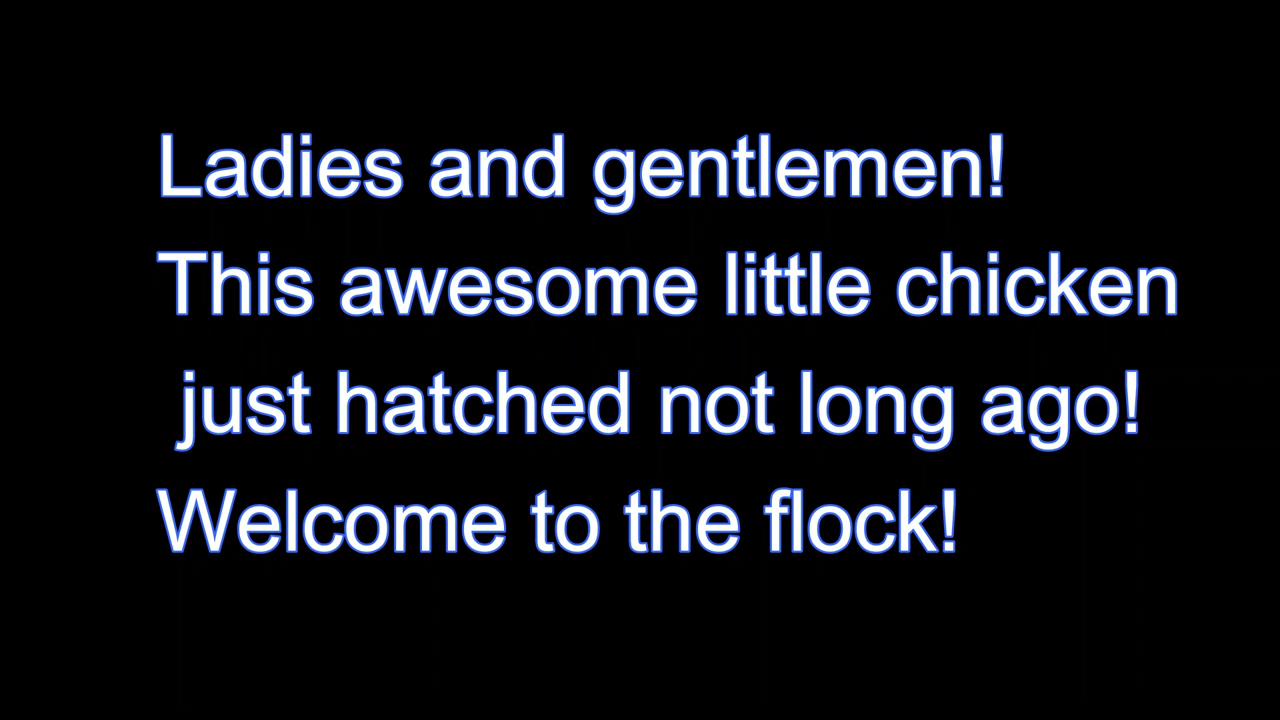 Ladies and gentlemen!
This awesome little chicken
just hatched not long ago!
Welcome to the flock!